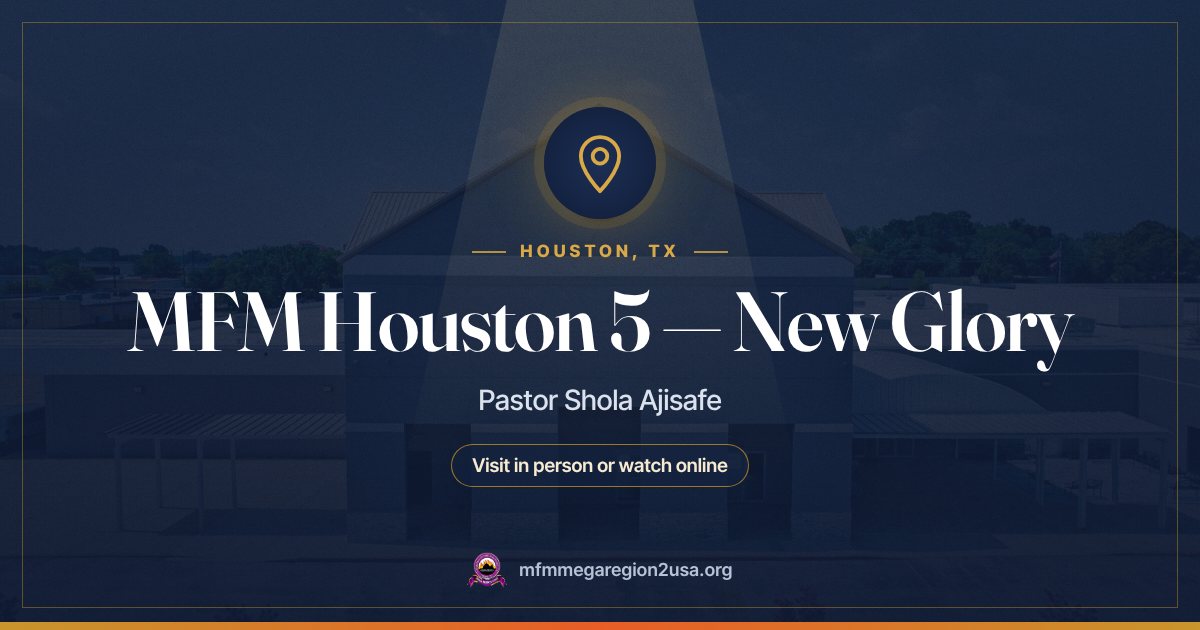 HOUSTON, TX
MFM Houston 5 — New Glory
Pastor Shola Ajisafe
Visit in person or watch online
mfmmegaregion2usa.org